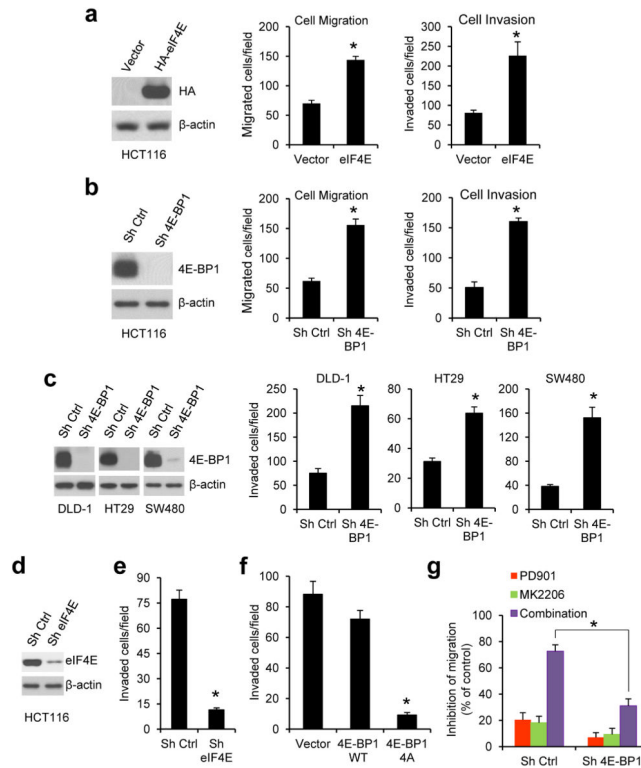 a
Vector
HA-eIF4E
HA
β-actin
HCT116
Cell Migration
Migrated cells/field
200
150
100
50
0
Vector eIF4E
*
Cell Invasion
Invaded cells/field
300
250
200
150
100
50
0
Vector eIF4E
*
b
Sh Ctrl
Sh 4E-BP1
4E-BP1
β-actin
HCT116
Cell Migration
Migrated cells/field
200
150
100
50
0
Sh Ctrl Sh 4E-
BP1
*
Cell Invasion
Invaded cells/field
200
150
100
50
0
Sh Ctrl Sh 4E-
BP1
*
c
Sh Ctrl
Sh 4E-BP1
Sh Ctrl
Sh 4E-BP1
Sh Ctrl
Sh 4E-BP1
4E-BP1
β-actin
DLD-1 HT29 SW480
DLD-1
Invaded cells/field
250
200
150
100
50
0
Sh Ctrl Sh 4E-
BP1
*
HT29
80
60
40
20
0
Sh Ctrl Sh 4E-
BP1
*
SW480
200
160
120
80
40
0
Sh Ctrl Sh 4E-
BP1
*
d
Sh Ctrl
Sh eIF4E
eIF4E
β-actin
HCT116
e
Invaded cells/field
90
75
60
45
30
15
0
Sh Ctrl Sh
eIF4E
*
f
Invaded cells/field
100
80
60
40
20
0
Vector 4E-BP1 4E-BP1
WT 4A
*
g
PD901
MK2206
Combination
Inhibition of migration
(% of control)
100
80
60
40
20
0
Sh Ctrl Sh 4E-BP1
*